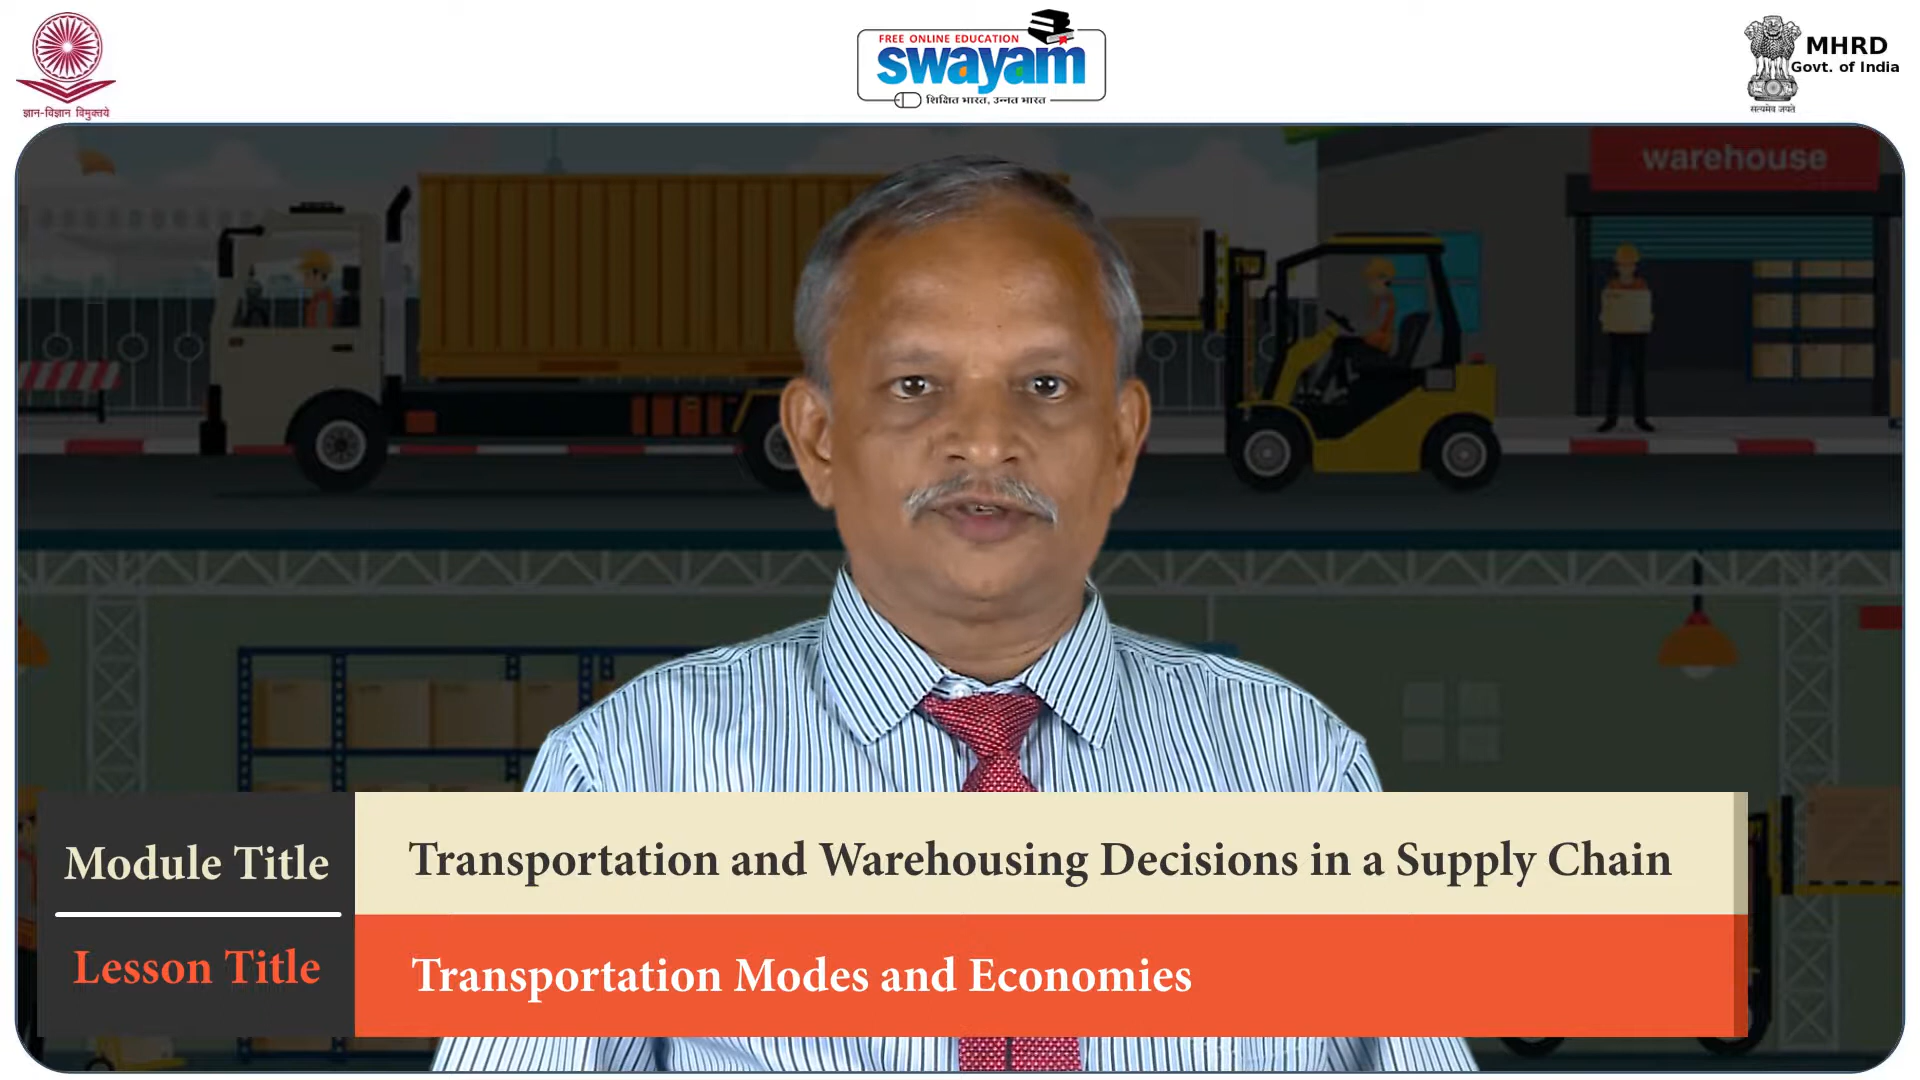 ज्ञान-विज्ञान विमुक्तये
FREE ONLINE EDUCATION
swayam
शिक्षित भारत, उन्नत भारत
MHRD
Govt. of India
सत्यमेव जयते
warehouse
Module Title
Transportation and Warehousing Decisions in a Supply Chain
Lesson Title
Transportation Modes and Economies